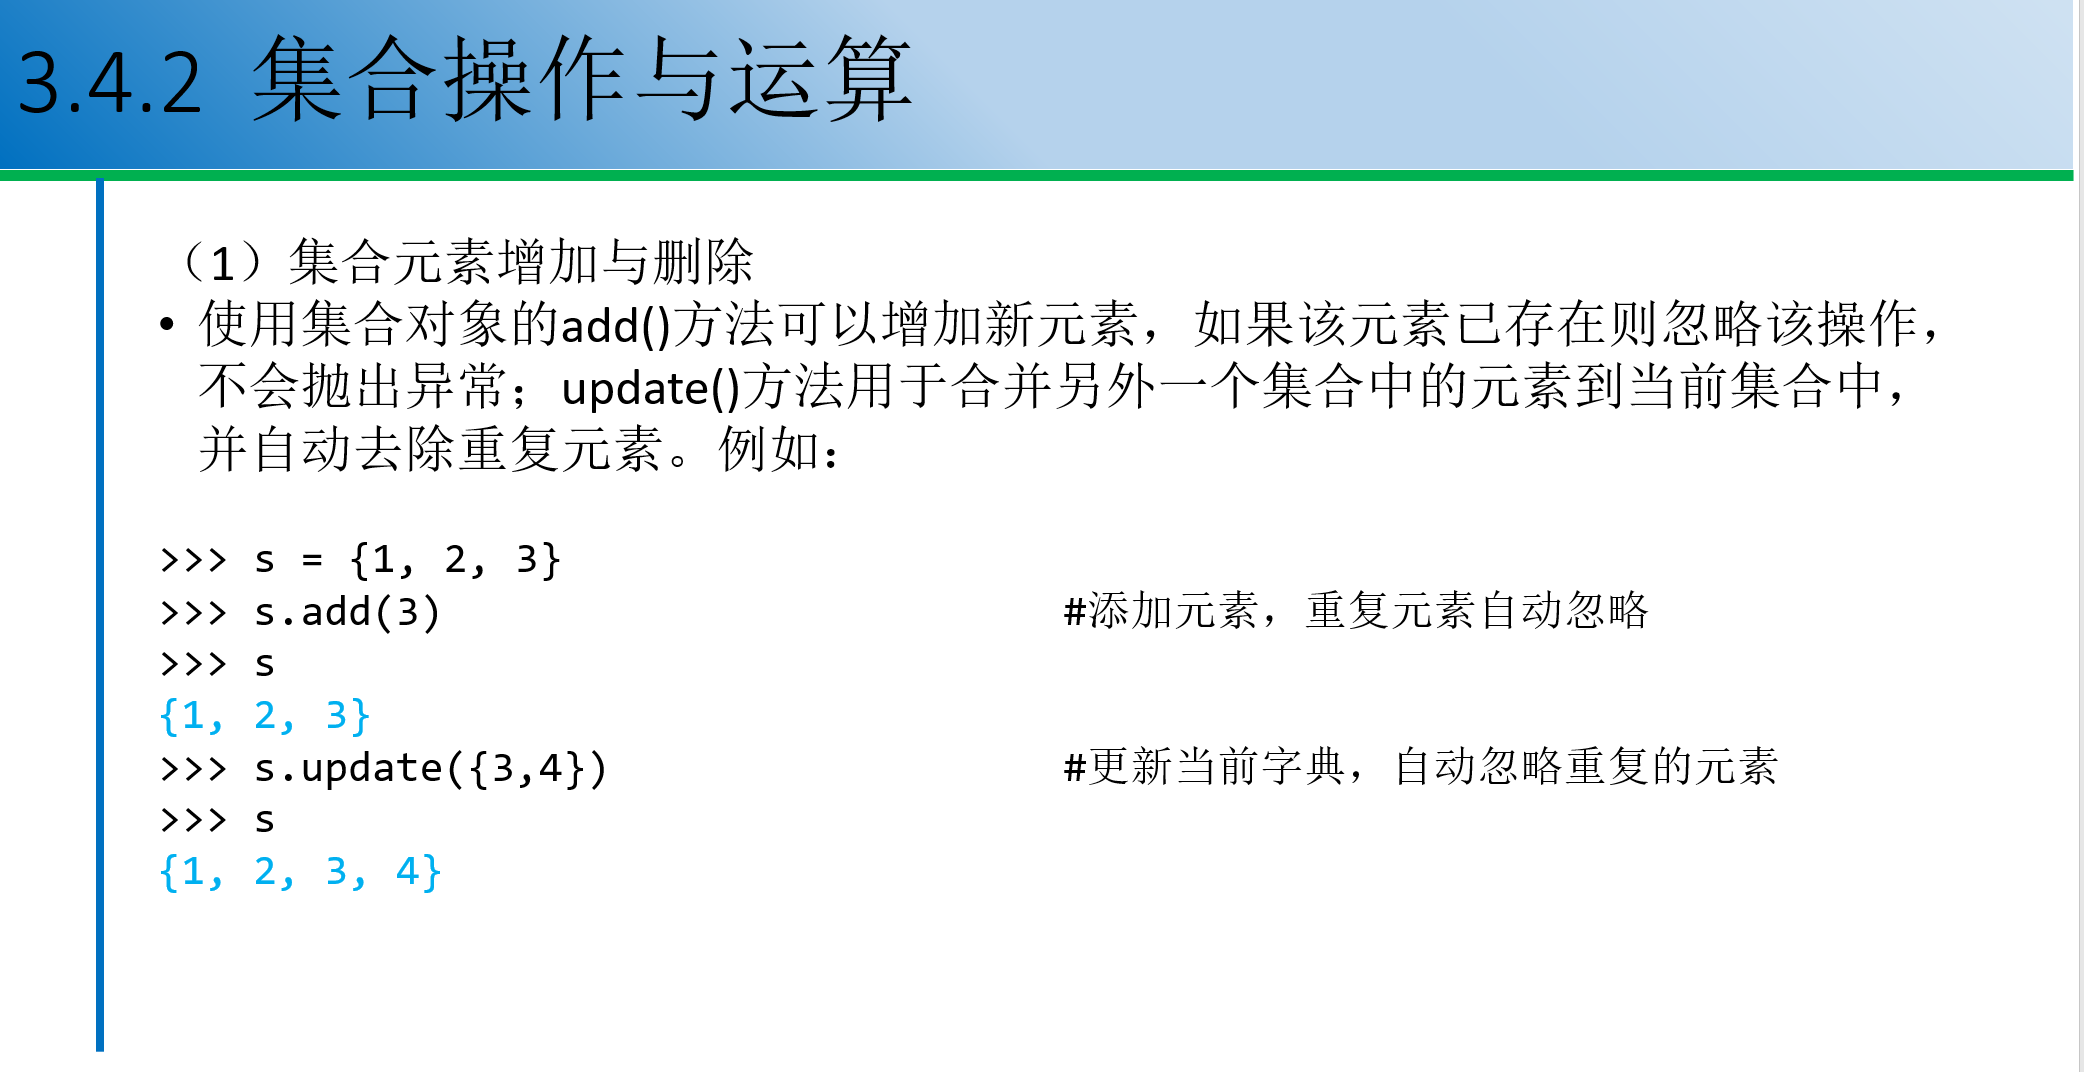 3.4.2 集合操作与运算
（1）集合元素增加与删除
• 使用集合对象的add()方法可以增加新元素，如果该元素已存在则忽略该操作，
不会抛出异常；update()方法用于合并另外一个集合中的元素到当前集合中，
并自动去除重复元素。例如：
>>> s = {1, 2, 3}
>>> s.add(3) #添加元素，重复元素自动忽略
>>> s
{1, 2, 3}
>>> s.update({3,4}) #更新当前字典，自动忽略重复的元素
>>> s
{1, 2, 3, 4}